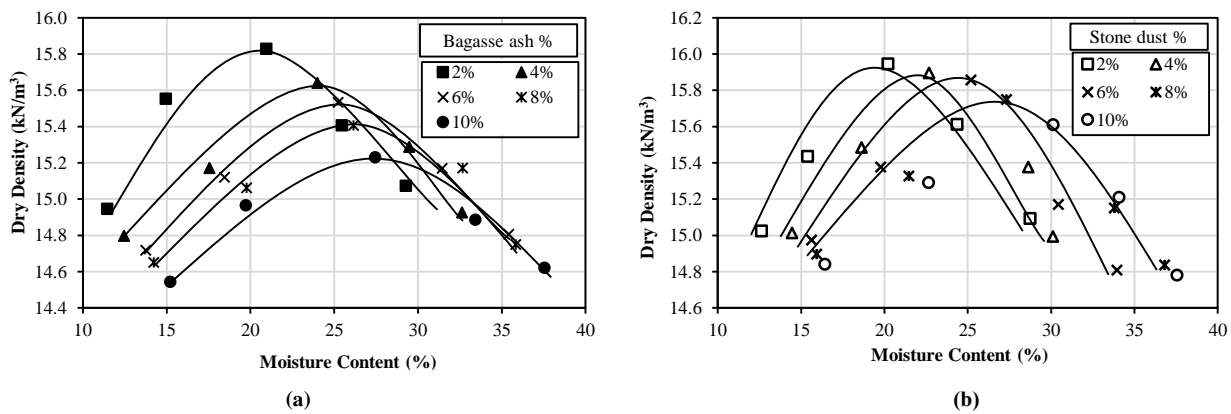 16.0
15.8
15.6
15.4
15.2
15.0
14.8
14.6
14.4
Dry Density (kN/m³)
10 15 20 25 30 35 40
Moisture Content (%)
Bagasse ash %
2% 4%
6% 8%
10%
(a)
16.2
16.0
15.8
15.6
15.4
15.2
15.0
14.8
14.6
Dry Density (kN/m³)
10 15 20 25 30 35 40
Moisture Content (%)
Stone dust %
2% 4%
6% 8%
10%
(b)